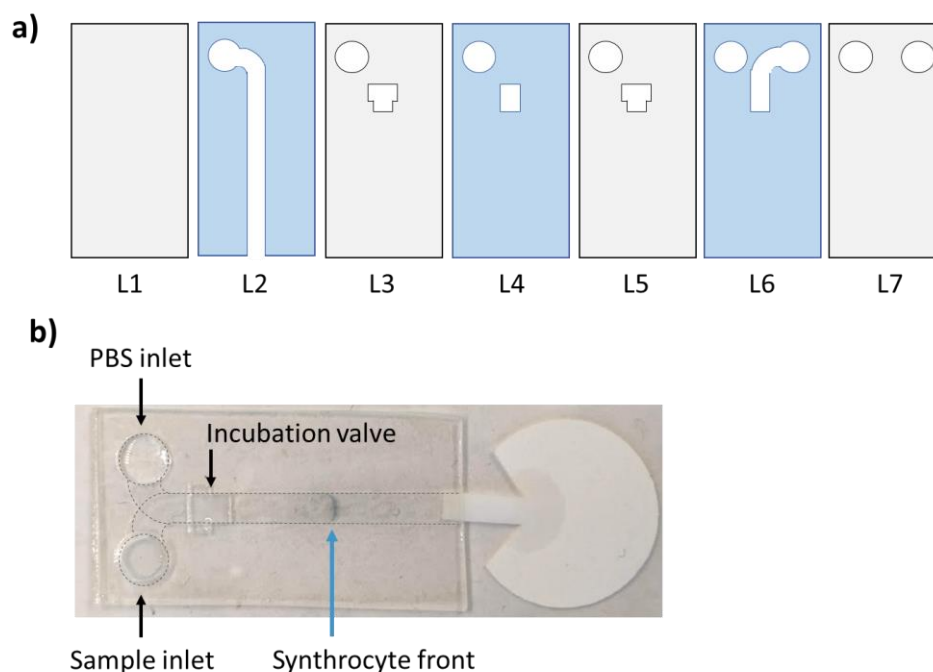 a)
L1 L2 L3 L4 L5 L6 L7
b)
PBS inlet
Incubation valve
Sample inlet Synthrocyte front